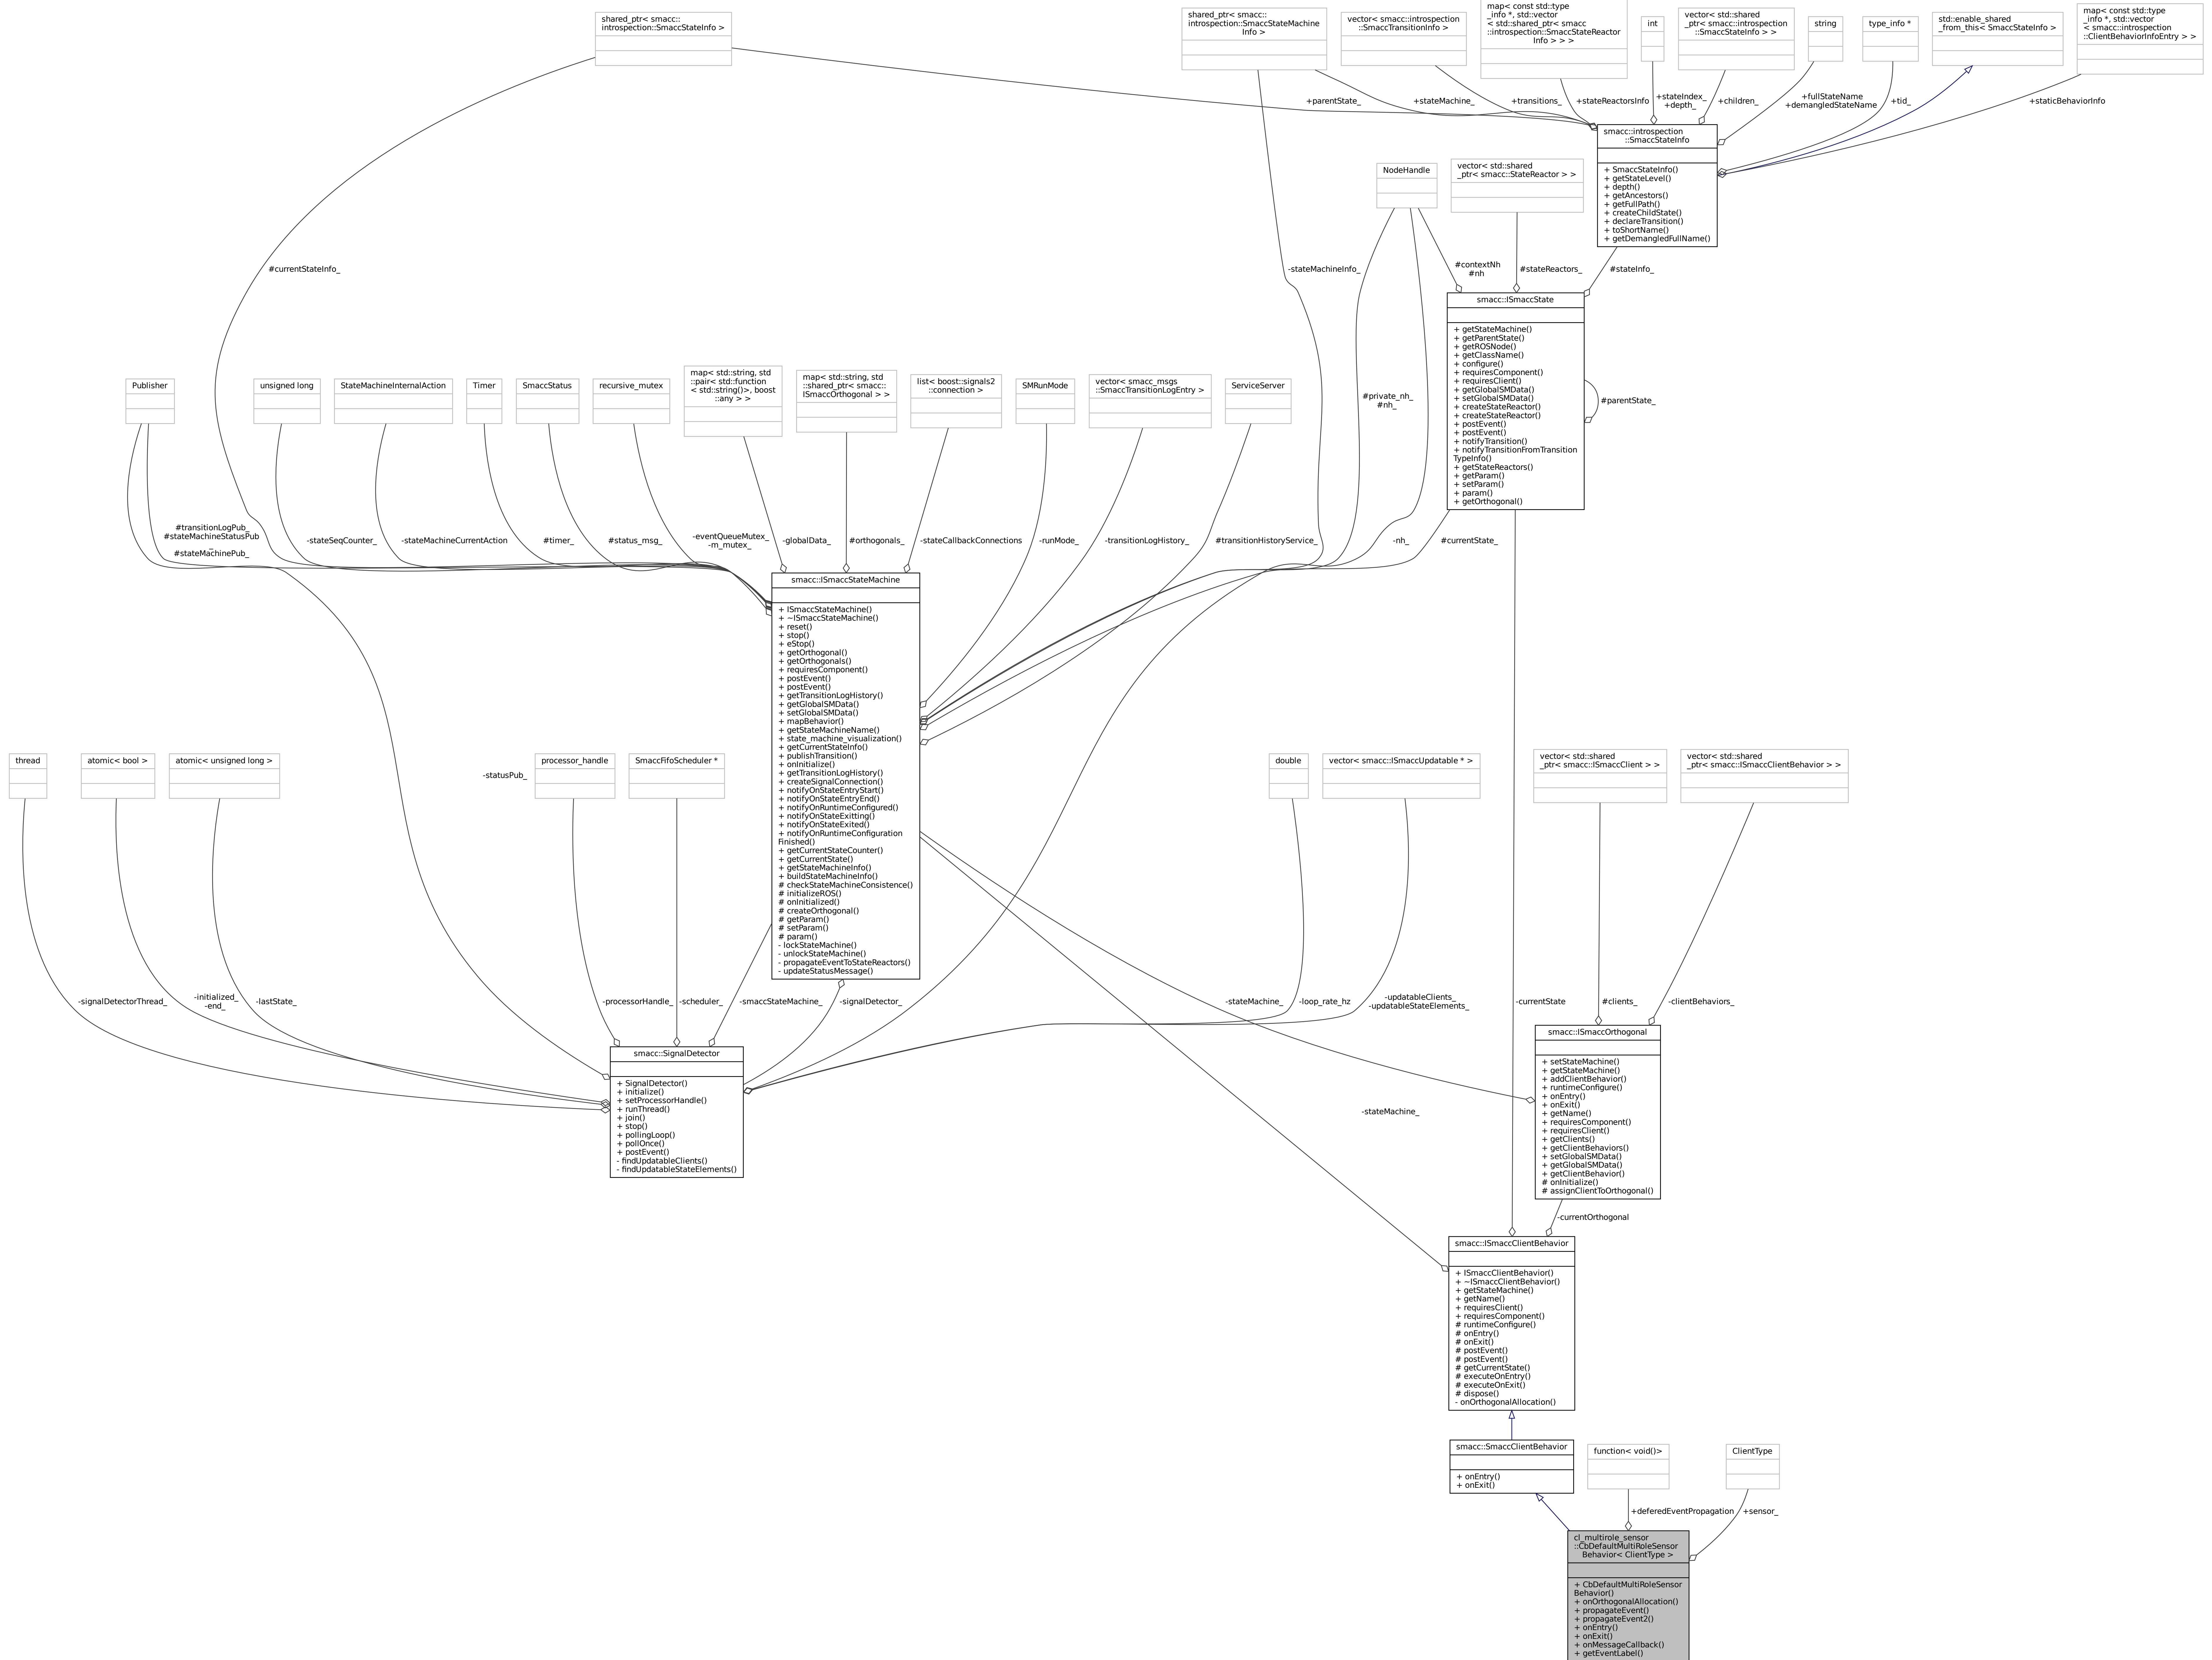 shared_ptr< smacc::
introspection::SmaccStateInfo >
shared_ptr< smacc::
introspection::SmaccStateMachine
Info >
vector< smacc::introspection
::SmaccTransitionInfo >
map< const std::type
_info *, std::vector
< std::shared_ptr< smacc
::introspection::SmaccStateReactor
Info > > >
int
vector< std::shared
_ptr< smacc::introspection
::SmaccStateInfo > >
string
type_info *
std::enable_shared
_from_this< SmaccStateInfo >
map< const std::type
_info *, std::vector
< smacc::introspection
::ClientBehaviorInfoEntry > >
+parentState_
+stateMachine_
+transitions_
+stateReactorsInfo
+stateIndex_
+depth_
+children_
+fullStateName
+demangledStateName
+tid_
+staticBehaviorInfo
smacc::introspection
::SmaccStateInfo
+ SmaccStateInfo()
+ getStateLevel()
+ depth()
+ getAncestors()
+ getFullPath()
+ createChildState()
+ declareTransition()
+ toShortName()
+ getDemangledFullName()
NodeHandle
vector< std::shared
_ptr< smacc::StateReactor > >
#currentStateInfo_
-stateMachineInfo_
#contextNh
#nh
#stateReactors_
#stateInfo_
smacc::ISmaccState
+ getStateMachine()
+ getParentState()
+ getROSNode()
+ getClassName()
+ configure()
+ requiresComponent()
+ requiresClient()
+ getGlobalSMData()
+ setGlobalSMData()
+ createStateReactor()
+ createStateReactor()
+ postEvent()
+ postEvent()
+ notifyTransition()
+ notifyTransitionFromTransition
TypeInfo()
+ getStateReactors()
+ getParam()
+ setParam()
+ param()
+ getOrthogonal()
#parentState_
#private_nh_
#nh_
Publisher
unsigned long
StateMachineInternalAction
Timer
SmaccStatus
recursive_mutex
map< std::string, std
::pair< std::function
< std::string()>, boost
::any > >
map< std::string, std
::shared_ptr< smacc::
ISmaccOrthogonal > >
list< boost::signals2
::connection >
SMRunMode
vector< smacc_msgs
::SmaccTransitionLogEntry >
ServiceServer
#transitionLogPub_
#stateMachineStatusPub
_
#stateMachinePub_
-stateSeqCounter_
-stateMachineCurrentAction
#timer_
#status_msg_
-eventQueueMutex_
-m_mutex_
-globalData_
#orthogonals_
-stateCallbackConnections
-runMode_
-transitionLogHistory_
#transitionHistoryService_
-nh_
#currentState_
smacc::ISmaccStateMachine
+ ISmaccStateMachine()
+ ~ISmaccStateMachine()
+ reset()
+ stop()
+ eStop()
+ getOrthogonal()
+ getOrthogonals()
+ requiresComponent()
+ postEvent()
+ postEvent()
+ getTransitionLogHistory()
+ getGlobalSMData()
+ setGlobalSMData()
+ mapBehavior()
+ getStateMachineName()
+ state_machine_visualization()
+ getCurrentStateInfo()
+ publishTransition()
+ onInitialize()
+ getTransitionLogHistory()
+ createSignalConnection()
+ notifyOnStateEntryStart()
+ notifyOnStateEntryEnd()
+ notifyOnRuntimeConfigured()
+ notifyOnStateExitting()
+ notifyOnStateExited()
+ notifyOnRuntimeConfiguration
Finished()
+ getCurrentStateCounter()
+ getCurrentState()
+ getStateMachineInfo()
+ buildStateMachineInfo()
# checkStateMachineConsistence()
# initializeROS()
# onInitialized()
# createOrthogonal()
# getParam()
# setParam()
# param()
- lockStateMachine()
- unlockStateMachine()
- propagateEventToStateReactors()
- updateStatusMessage()
thread
atomic< bool >
atomic< unsigned long >
-statusPub_
processor_handle
SmaccFifoScheduler *
double
vector< smacc::ISmaccUpdatable * >
vector< std::shared
_ptr< smacc::ISmaccClient > >
vector< std::shared
_ptr< smacc::ISmaccClientBehavior > >
-signalDetectorThread_
-initialized_
-end_
-lastState_
-processorHandle_
-scheduler_
-smaccStateMachine_
-signalDetector_
-stateMachine_
-loop_rate_hz
-updatableClients_
-updatableStateElements_
-currentState
#clients_
-clientBehaviors_
smacc::SignalDetector
+ SignalDetector()
+ initialize()
+ setProcessorHandle()
+ runThread()
+ join()
+ stop()
+ pollingLoop()
+ pollOnce()
+ postEvent()
- findUpdatableClients()
- findUpdatableStateElements()
smacc::ISmaccOrthogonal
+ setStateMachine()
+ getStateMachine()
+ addClientBehavior()
+ runtimeConfigure()
+ onEntry()
+ onExit()
+ getName()
+ requiresComponent()
+ requiresClient()
+ getClients()
+ getClientBehaviors()
+ setGlobalSMData()
+ getGlobalSMData()
+ getClientBehavior()
# onInitialize()
# assignClientToOrthogonal()
-stateMachine_
-currentOrthogonal
smacc::ISmaccClientBehavior
+ ISmaccClientBehavior()
+ ~ISmaccClientBehavior()
+ getStateMachine()
+ getName()
+ requiresClient()
+ requiresComponent()
# runtimeConfigure()
# onEntry()
# onExit()
# postEvent()
# postEvent()
# getCurrentState()
# executeOnEntry()
# executeOnExit()
# dispose()
- onOrthogonalAllocation()
smacc::SmaccClientBehavior
+ onEntry()
+ onExit()
function< void()>
ClientType
+deferedEventPropagation
+sensor_
cl_multirole_sensor
::CbDefaultMultiRoleSensor
Behavior< ClientType >
+ CbDefaultMultiRoleSensor
Behavior()
+ onOrthogonalAllocation()
+ propagateEvent()
+ propagateEvent2()
+ onEntry()
+ onExit()
+ onMessageCallback()
+ getEventLabel()